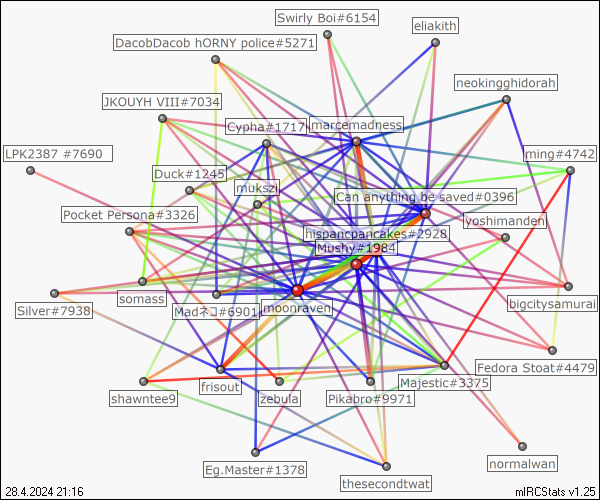 Swirly Boi#6154
eliakith
DacobDacob hORNY police#5271
neokingghidorah
JKOUYH VIII#7034
Cypha#1717
marcemadness
LPK2387 #7690
ming#4742
Duck#1245
mukszi
Can anything be saved#0396
Pocket Persona#3326
yoshimanden
hispancpancakes#2928
Mushy#1984
somass
Madネコ#6901
moonraven
bigcitysamurai
Silver#7938
Fedora Stoat#4479
frisout
Majestic#3375
shawntee9
zebula
Pikabro#9971
normalwan
Eg.Master#1378
thesecondtwat
28.4.2024 21:16
mIRCStats v1.25